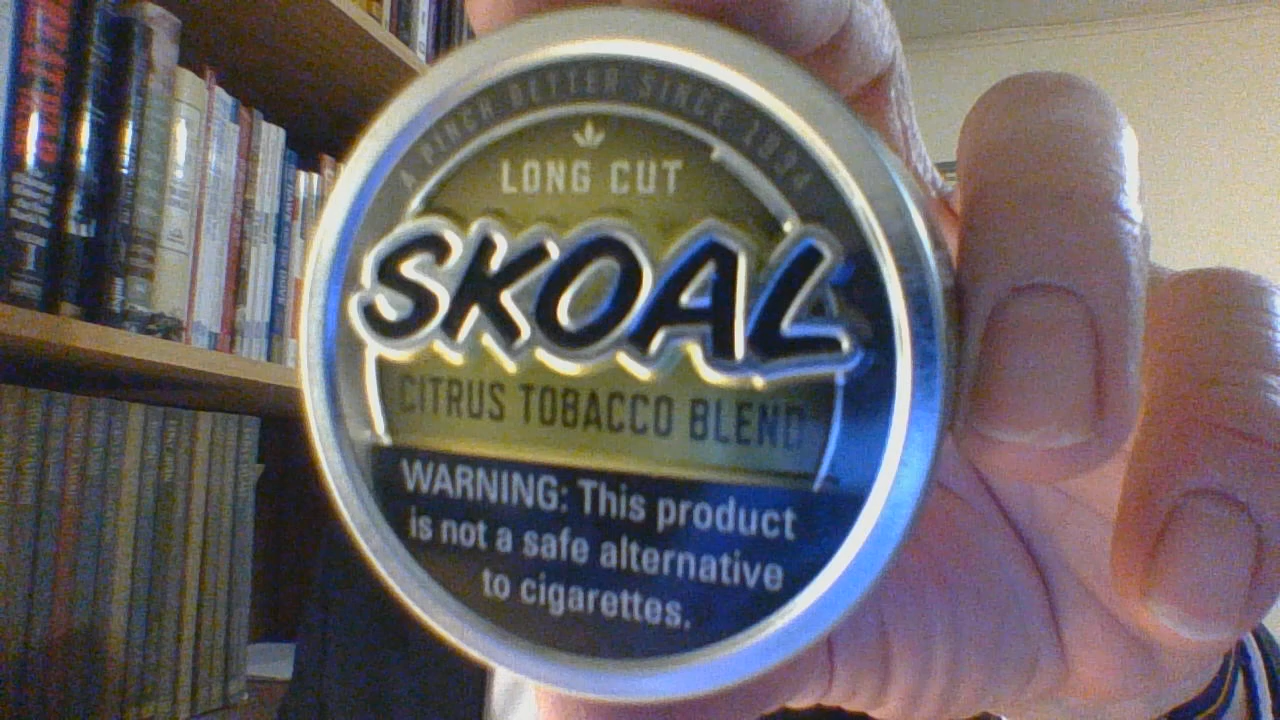 A PINCH BETTER SINCE 1934
LONG CUT
SKOAL
CITRUS TOBACCO BLEND
WARNING: This product
is not a safe alternative
to cigarettes.